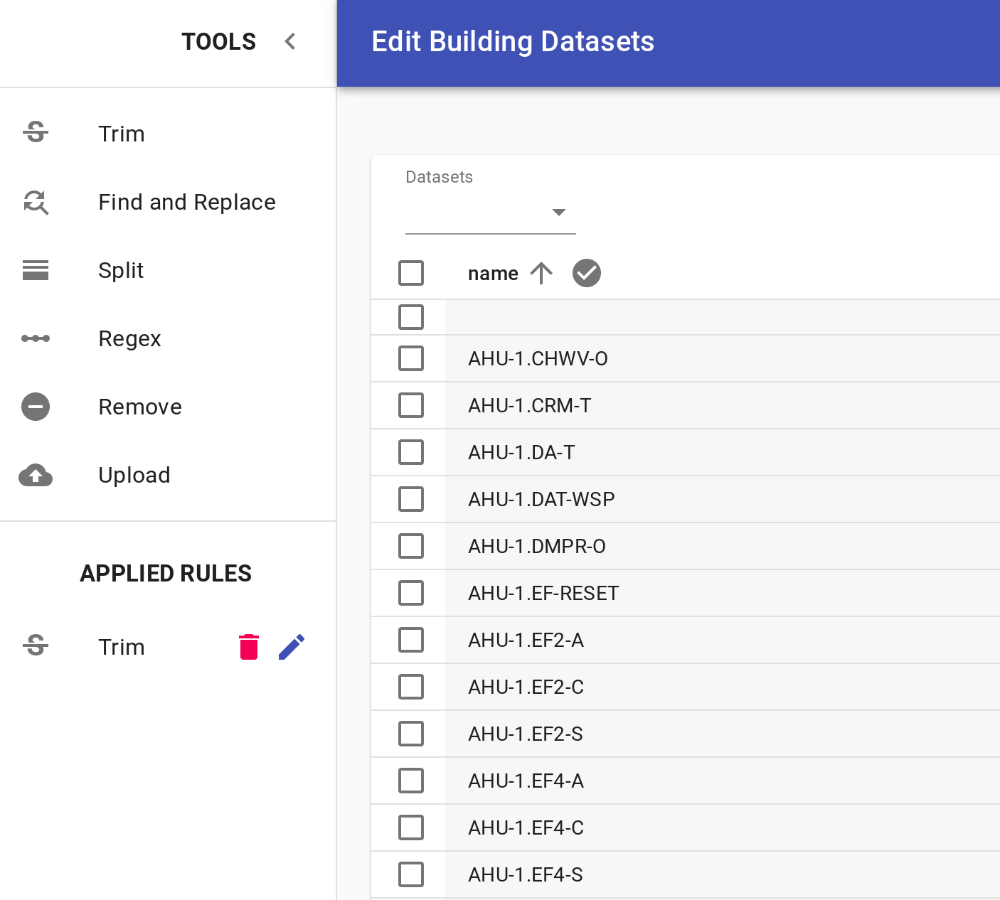 TOOLS
Trim
Find and Replace
Split
Regex
Remove
Upload
APPLIED RULES
Trim
Edit Building Datasets
Datasets
name
AHU-1.CHWV-O
AHU-1.CRM-T
AHU-1.DA-T
AHU-1.DAT-WSP
AHU-1.DMPR-O
AHU-1.EF-RESET
AHU-1.EF2-A
AHU-1.EF2-C
AHU-1.EF2-S
AHU-1.EF4-A
AHU-1.EF4-C
AHU-1.EF4-S